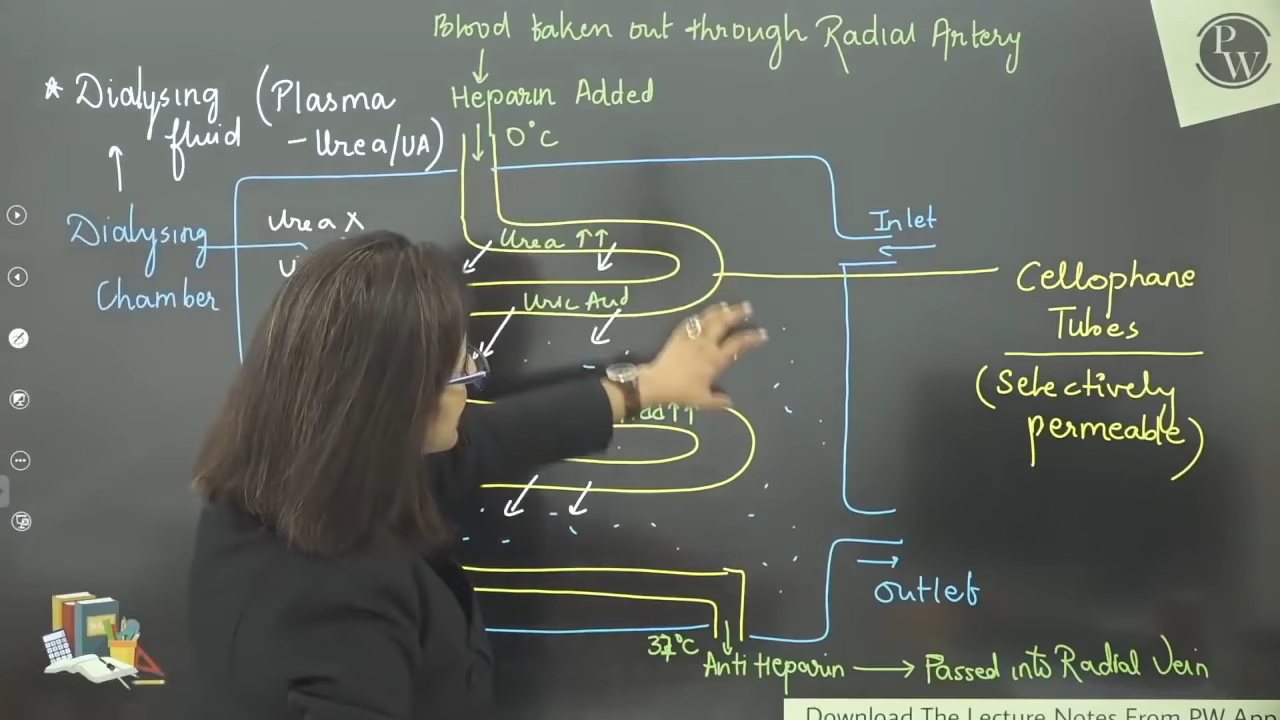 Blood taken out through Radial Artery
Heparin Added
0°C
* Dialysing fluid (Plasma
- Urea/UA)
Dialysing
Chamber
Urea X
U
Urea ↑↑
Uric Acid
↑↑
Inlet
Cellophane
Tubes
(Selectively
permeable)
Outlet
37°C
Anti Heparin → Passed into Radial Vein
PW
Download The Lecture Notes From PW App